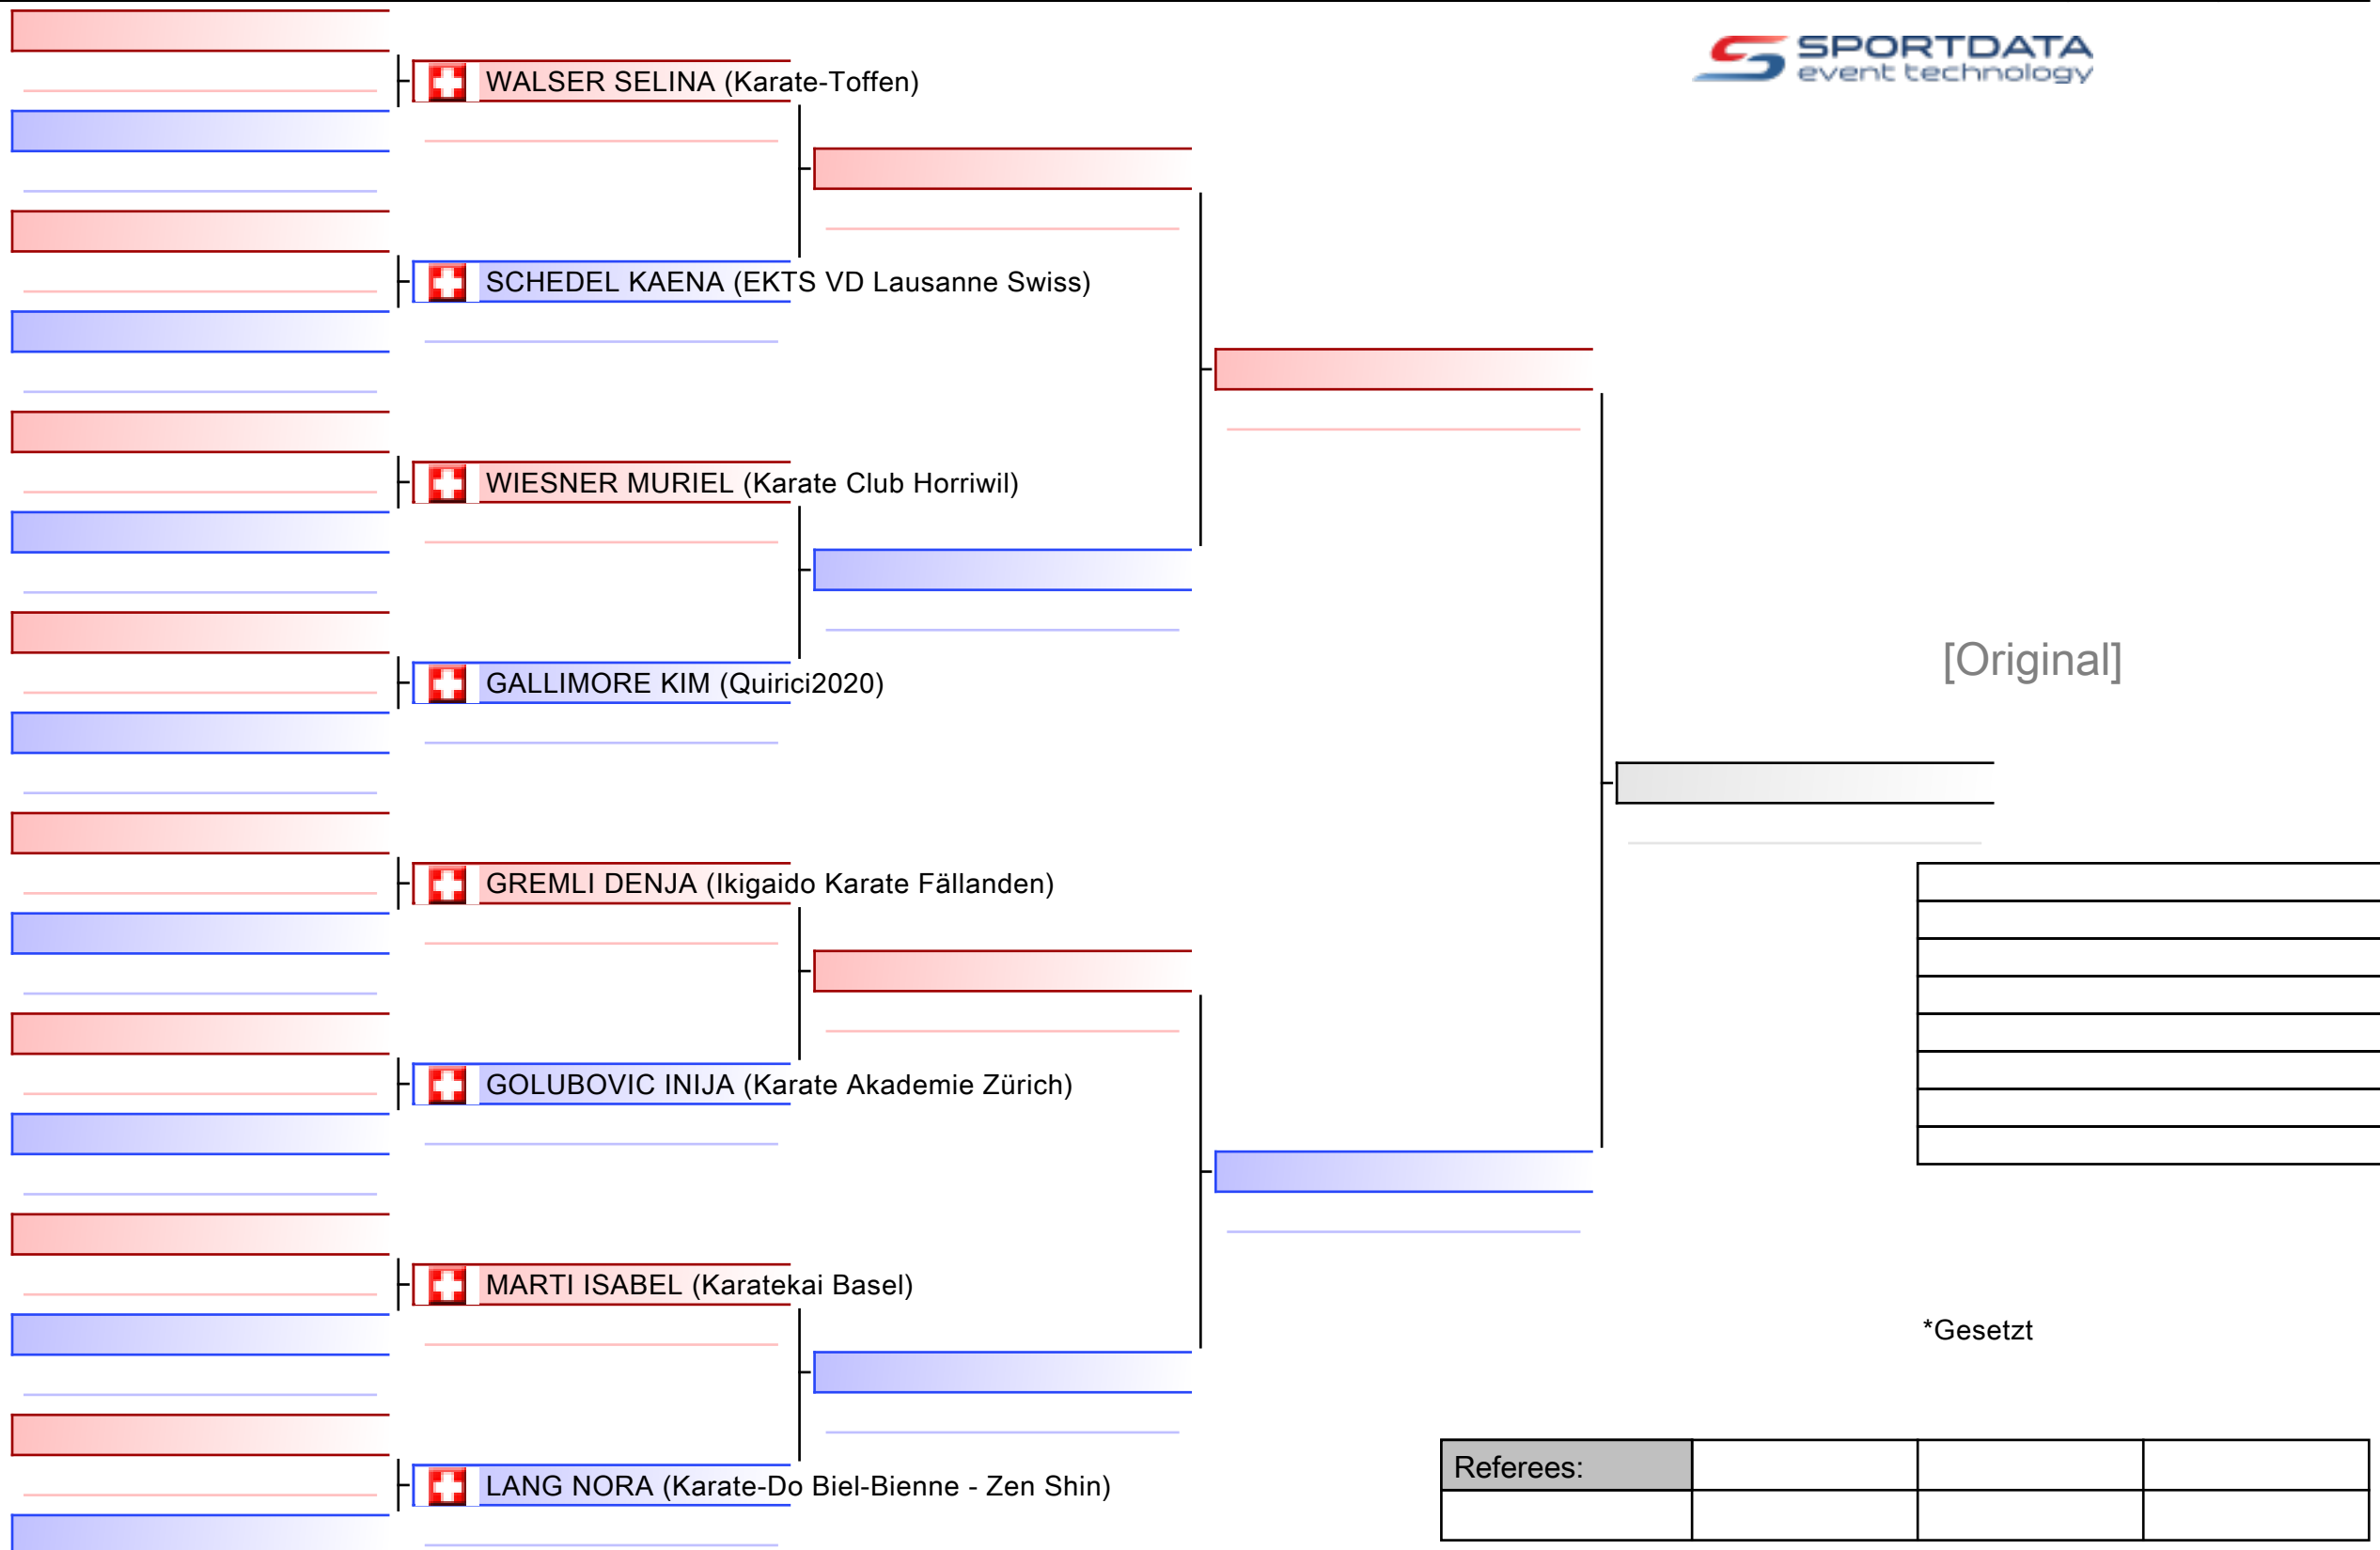 SPORTDATA
event technology
WALSER SELINA (Karate-Toffen)
SCHEDEL KAENA (EKTS VD Lausanne Swiss)
WIESNER MURIEL (Karate Club Horriwil)
GALLIMORE KIM (Quirici2020)
[Original]
GREMLI DENJA (Ikigaido Karate Fällanden)
GOLUBOVIC INIJA (Karate Akademie Zürich)
MARTI ISABEL (Karatekai Basel)
*Gesetzt
LANG NORA (Karate-Do Biel-Bienne - Zen Shin)
Referees: